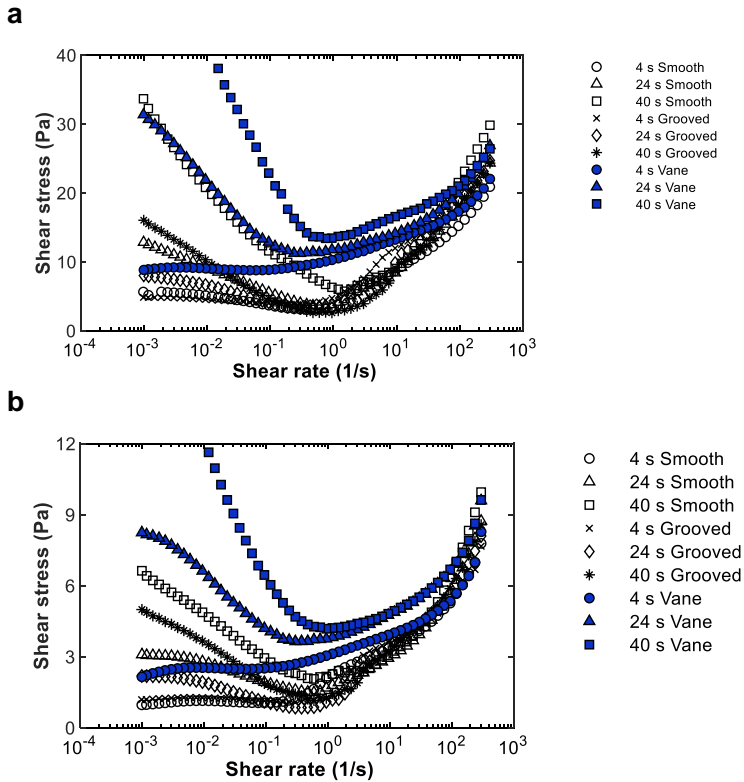 a
40
30
20
10
0
Shear stress (Pa)
10-4 10-3 10-2 10-1 100 101 102 103
Shear rate (1/s)
4 s Smooth
24 s Smooth
40 s Smooth
4 s Grooved
24 s Grooved
40 s Grooved
4 s Vane
24 s Vane
40 s Vane
b
12
9
6
3
0
Shear stress (Pa)
10-4 10-3 10-2 10-1 100 101 102 103
Shear rate (1/s)
4 s Smooth
24 s Smooth
40 s Smooth
4 s Grooved
24 s Grooved
40 s Grooved
4 s Vane
24 s Vane
40 s Vane